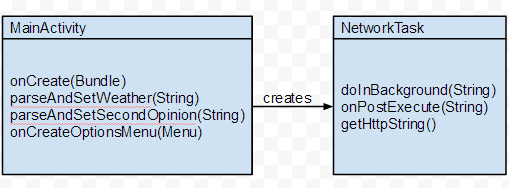 MainActivity
onCreate(Bundle)
parseAndSetWeather(String)
parseAndSetSecondOpinion(String)
onCreateOptionsMenu(Menu)
creates
NetworkTask
doInBackground(String)
onPostExecute(String)
getHttpString()